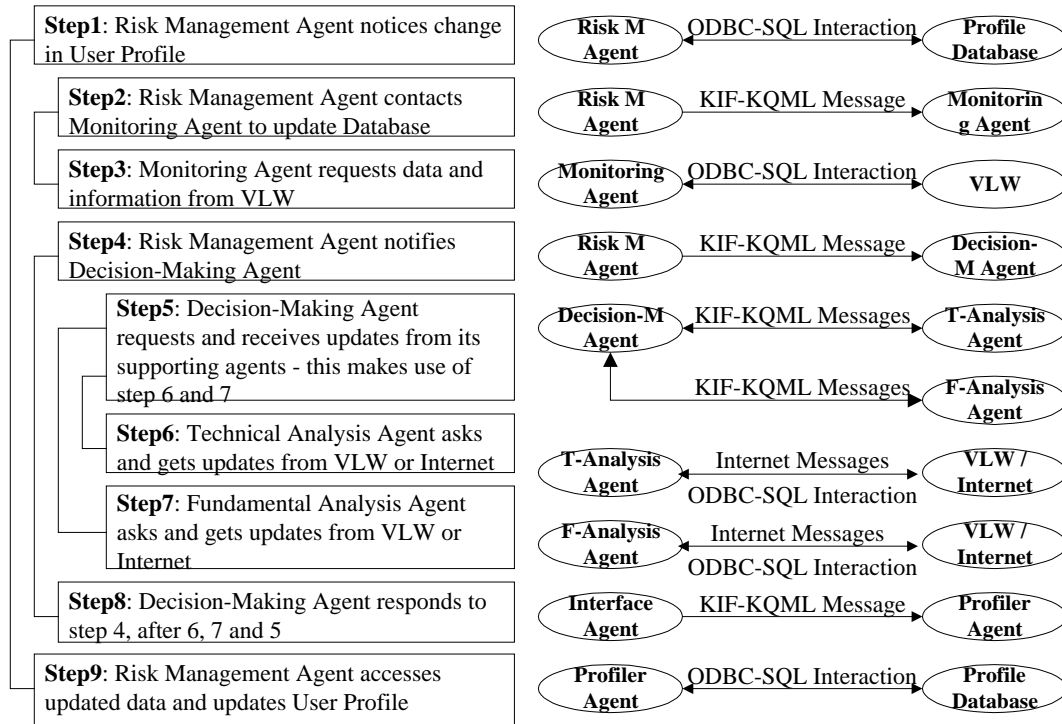 Step1: Risk Management Agent notices change
in User Profile
Risk M
Agent
ODBC-SQL Interaction
Profile
Database
Step2: Risk Management Agent contacts
Monitoring Agent to update Database
Risk M
Agent
KIF-KQML Message
Monitorin
g Agent
Step3: Monitoring Agent requests data and
information from VLW
Monitoring
Agent
ODBC-SQL Interaction
VLW
Step4: Risk Management Agent notifies
Decision-Making Agent
Risk M
Agent
KIF-KQML Message
Decision-
M Agent
Step5: Decision-Making Agent
requests and receives updates from its
supporting agents - this makes use of
step 6 and 7
Decision-M
Agent
KIF-KQML Messages
T-Analysis
Agent
KIF-KQML Messages
F-Analysis
Agent
Step6: Technical Analysis Agent asks
and gets updates from VLW or Internet
T-Analysis
Agent
Internet Messages
ODBC-SQL Interaction
VLW /
Internet
Step7: Fundamental Analysis Agent
asks and gets updates from VLW or
Internet
F-Analysis
Agent
Internet Messages
ODBC-SQL Interaction
VLW /
Internet
Step8: Decision-Making Agent responds to
step 4, after 6, 7 and 5
Interface
Agent
KIF-KQML Message
Profiler
Agent
Step9: Risk Management Agent accesses
updated data and updates User Profile
Profiler
Agent
ODBC-SQL Interaction
Profile
Database